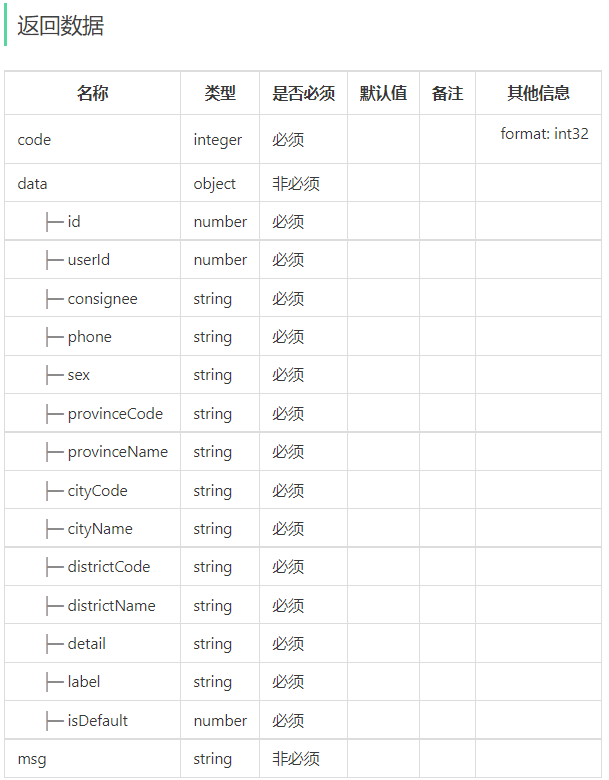 返回数据
名称 类型 是否必须 默认值 备注 其他信息
code integer 必须 format: int32
data object 非必须
├─ id number 必须
├─ userId number 必须
├─ consignee string 必须
├─ phone string 必须
├─ sex string 必须
├─ provinceCode string 必须
├─ provinceName string 必须
├─ cityCode string 必须
├─ cityName string 必须
├─ districtCode string 必须
├─ districtName string 必须
├─ detail string 必须
├─ label string 必须
├─ isDefault number 必须
msg string 非必须